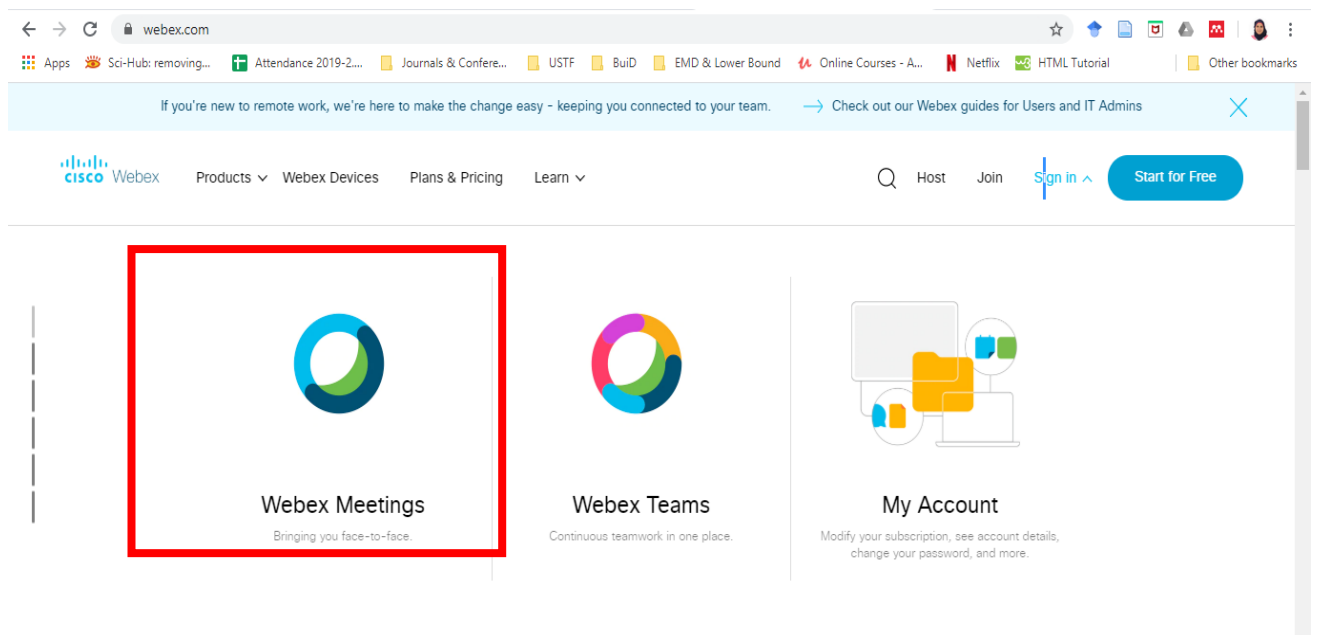 webex.com
Apps Sci-Hub: removing... Attendance 2019-2.... Journals & Confere... USTF BuiD EMD & Lower Bound Online Courses - A... Netflix HTML Tutorial Other bookmarks
If you're new to remote work, we're here to make the change easy - keeping you connected to your team. Check out our Webex guides for Users and IT Admins
CISCO Webex Products Webex Devices Plans & Pricing Learn Host Join Sign in Start for Free
Webex Meetings Webex Teams My Account
Bringing you face-to-face. Continuous teamwork in one place. Modify your subscription, see account details,
change your password, and more.